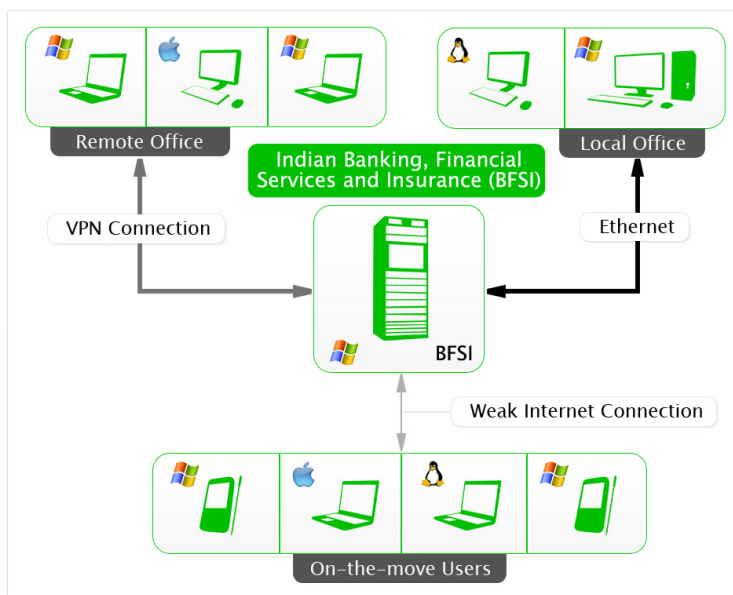 Remote Office
Local Office
Indian Banking, Financial
Services and Insurance (BFSI)
VPN Connection
Ethernet
BFSI
Weak Internet Connection
On-the-move Users